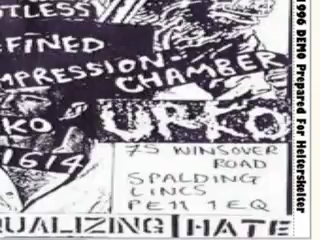 TLESS!
FINED
MPRESSION-
CHAMBER
KO
URKO
1614
75 WINSOVER
ROAD
SPALDING
LINCS
PE11 1EQ
QUALIZING HATE
1996 DEMO Prepared For Helterskelter